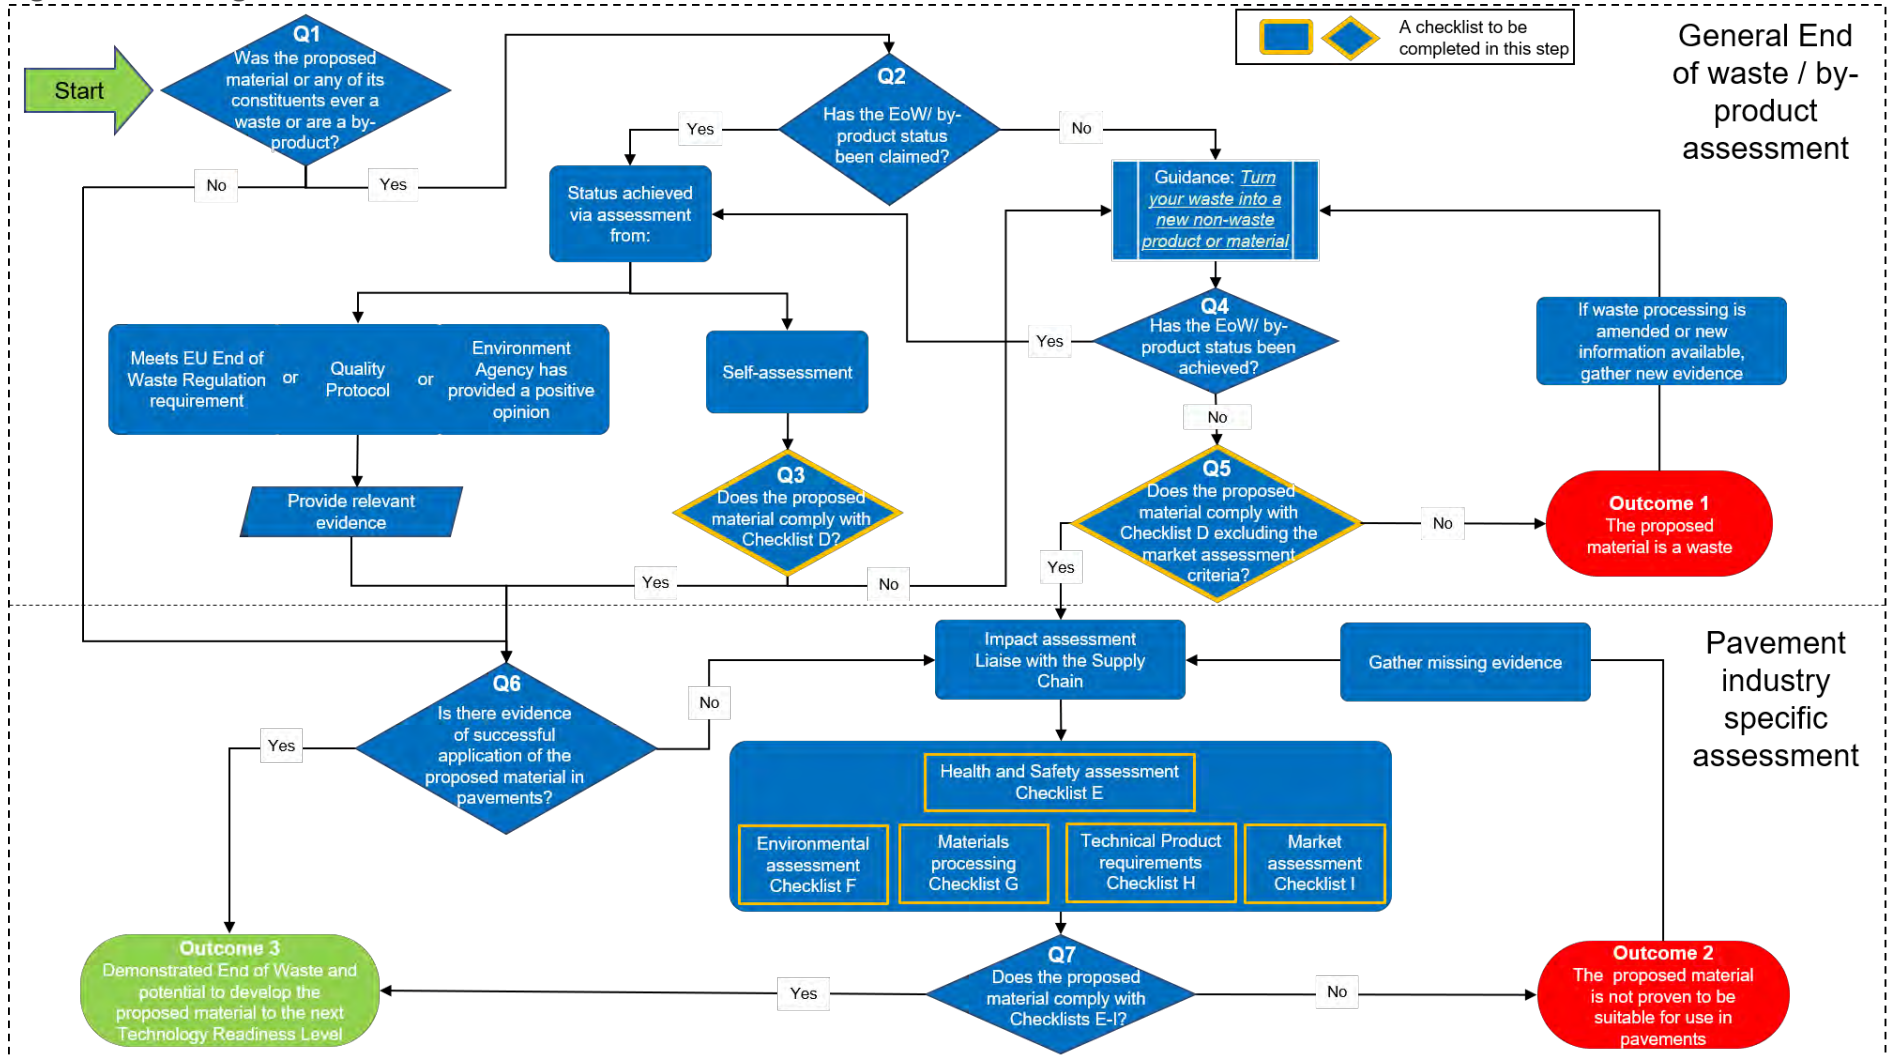 Start
Q1
Was the proposed
material or any of its
constituents ever a
waste or are a by-
product?
No
Yes
Q2
Has the EoW/ by-
product status
been claimed?
Yes
No
A checklist to be
completed in this step
General End
of waste / by-
product
assessment
Status achieved
via assessment
from:
Guidance: Turn
your waste into a
new non-waste
product or material
Meets EU End of
Waste Regulation
requirement
or
Quality
Protocol
or
Environment
Agency has
provided a positive
opinion
Self-assessment
Yes
Q4
Has the EoW/ by-
product status been
achieved?
No
If waste processing is
amended or new
information available,
gather new evidence
Provide relevant
evidence
Q3
Does the proposed
material comply with
Checklist D?
Yes
No
Q5
Does the proposed
material comply with
Checklist D excluding the
market assessment
criteria?
Yes
No
Outcome 1
The proposed
material is a waste
Pavement
industry
specific
assessment
Q6
Is there evidence
of successful
application of the
proposed material in
pavements?
Yes
No
Impact assessment
Liaise with the Supply
Chain
Gather missing evidence
Health and Safety assessment
Checklist E
Environmental
assessment
Checklist F
Materials
processing
Checklist G
Technical Product
requirements
Checklist H
Market
assessment
Checklist I
Q7
Does the proposed
material comply with
Checklists E-I?
Yes
No
Outcome 3
Demonstrated End of Waste and
potential to develop the
proposed material to the next
Technology Readiness Level
Outcome 2
The proposed material
is not proven to be
suitable for use in
pavements